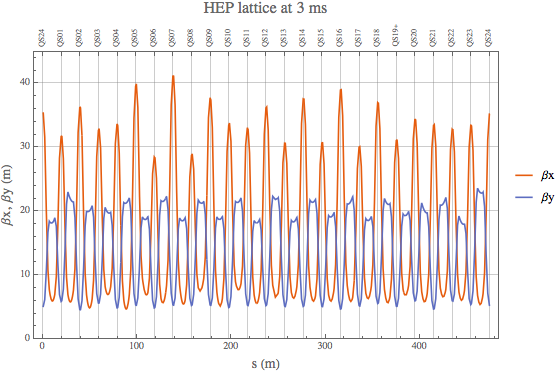 HEP lattice at 3 ms
QS24 QS01 QS02 QS03 QS04 QS05 QS06 QS07 QS08 QS09 QS10 QS11 QS12 QS13 QS14 QS15 QS16 QS17 QS18 QS19+ QS20 QS21 QS22 QS23 QS24
40
30
20
10
0
βx, βy (m)
βx
βy
0 100 200 300 400
s (m)